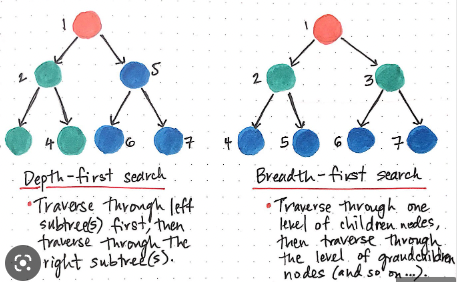 1
2
5
4
6
7
Depth-first search
• Traverse through left
subtree(s) first, then
traverse through the
right subtree(s).
1
2
3
4
5
6
7
Breadth-first search
• Traverse through one
level of children nodes,
then traverse through
the level of grandchildren
nodes (and so on...).